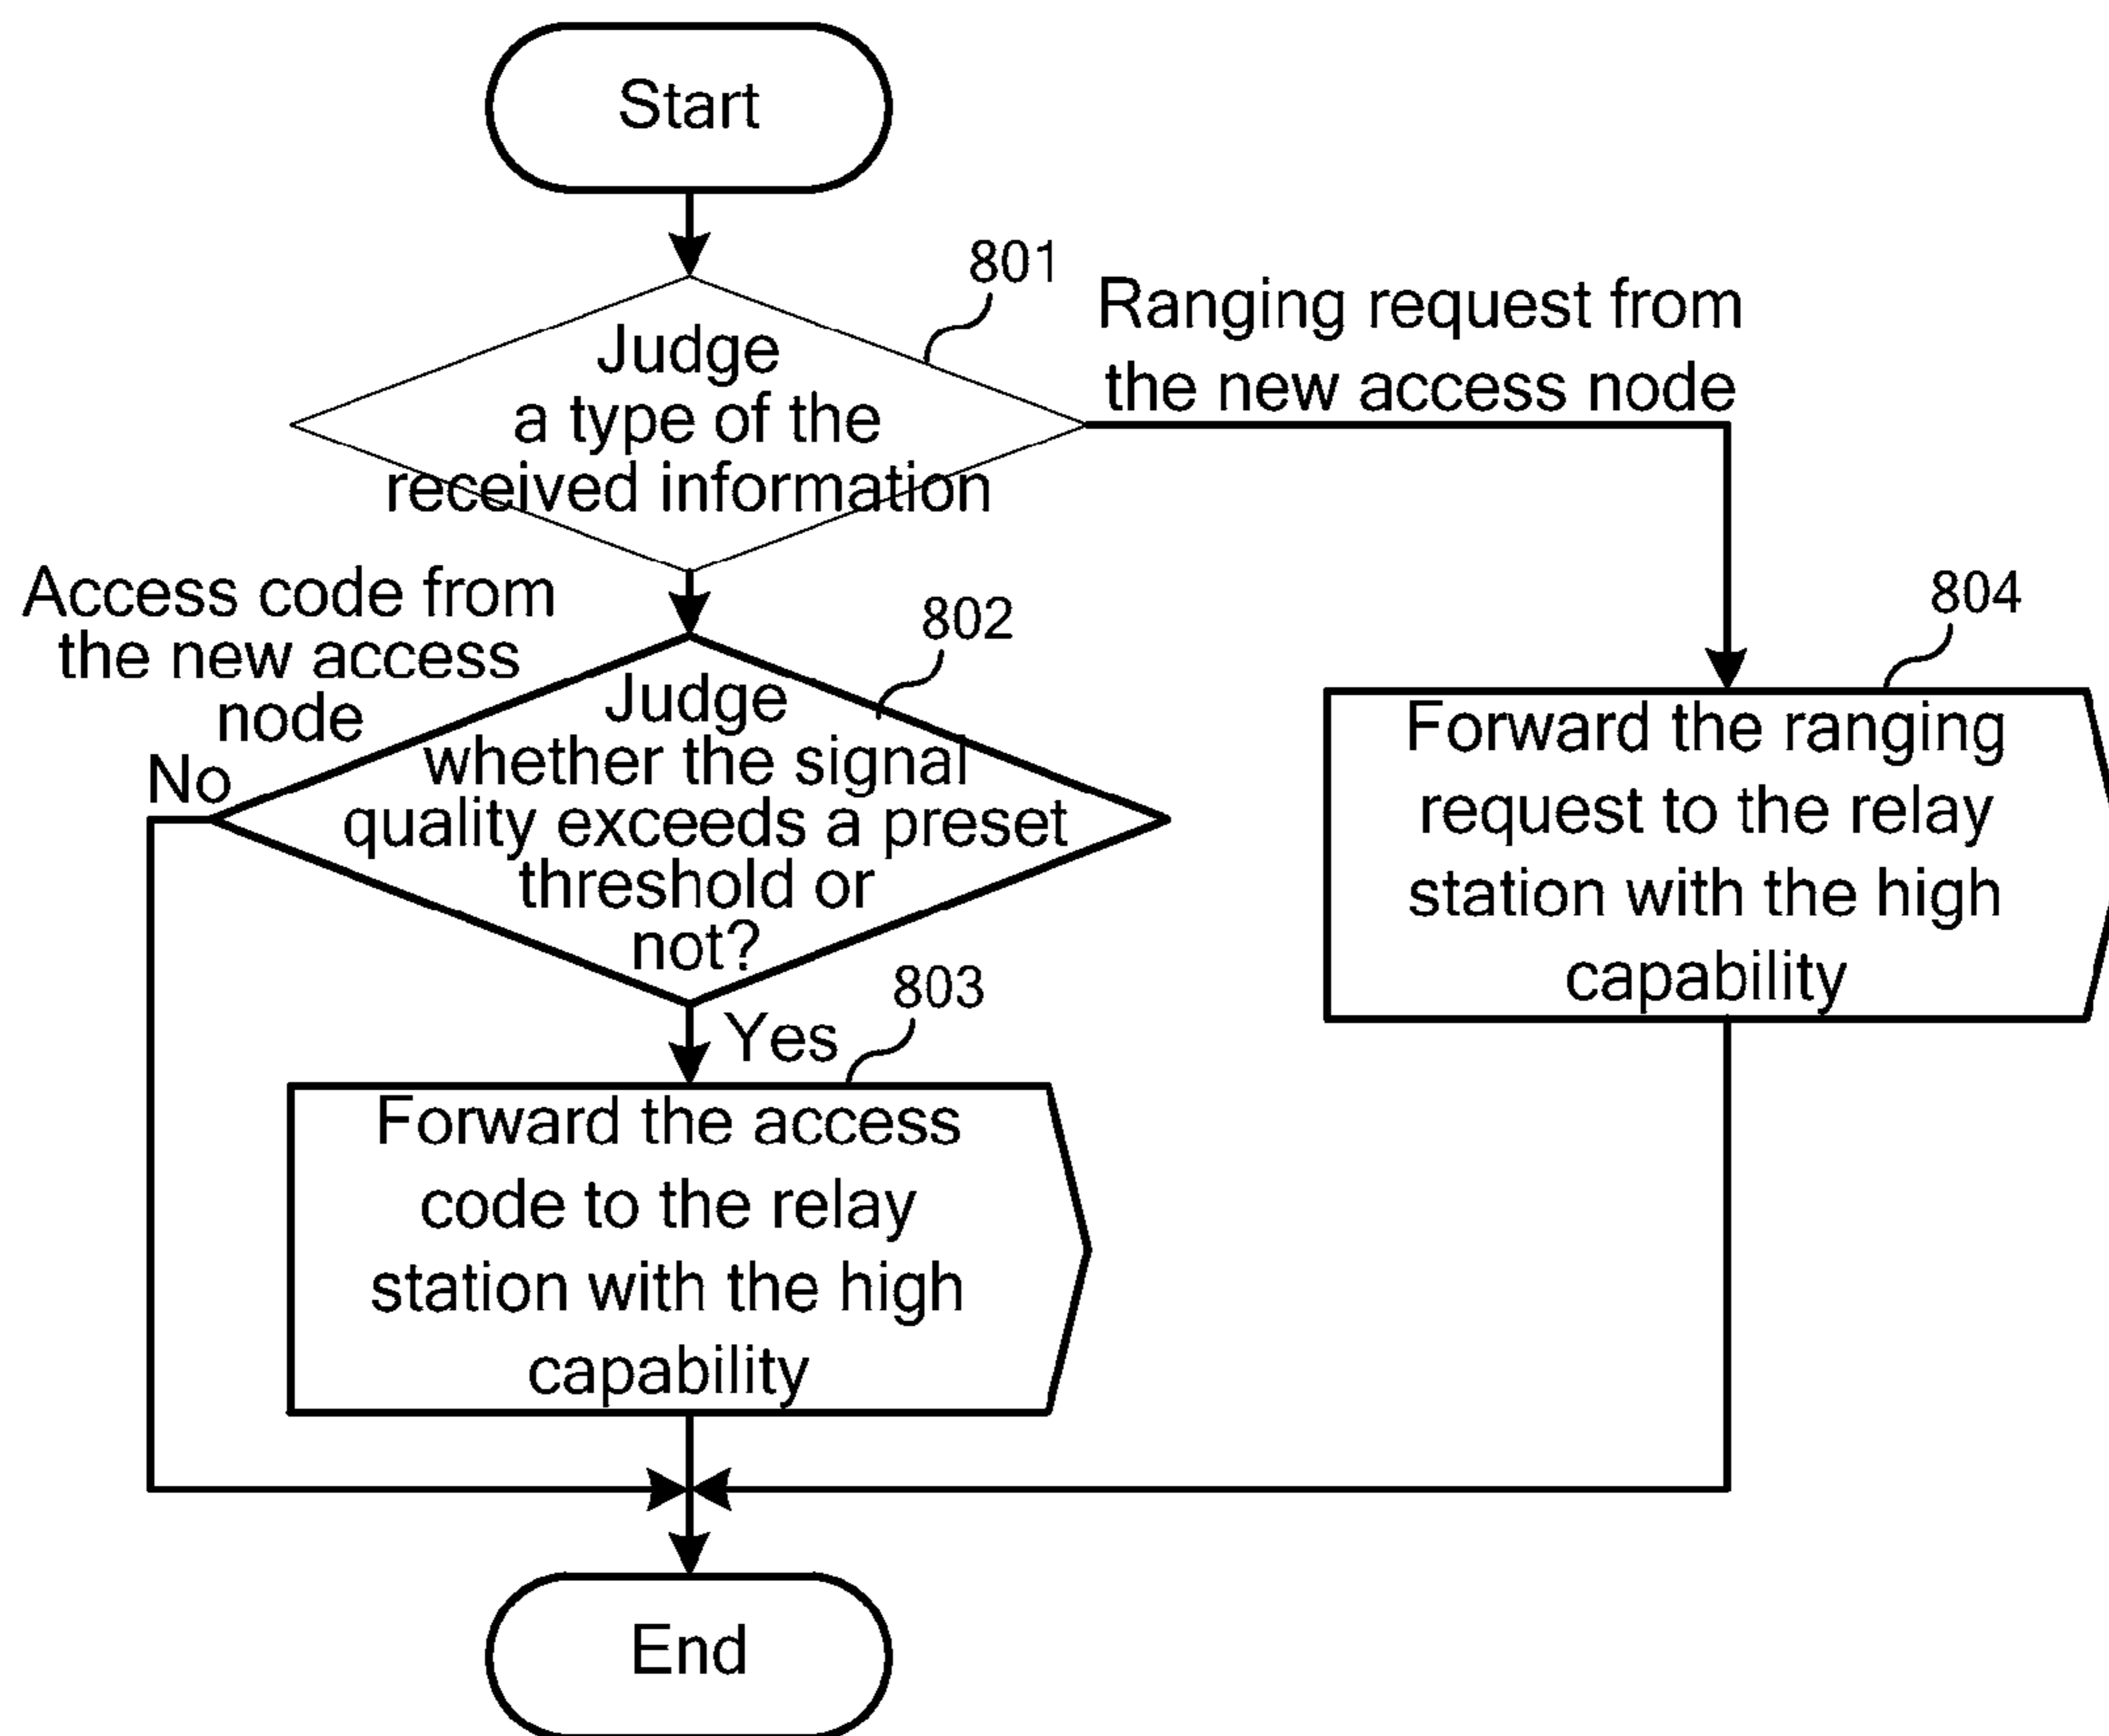 Start
801
Ranging request from
the new access node
Judge
a type of the
received information
Access code from
the new access
node
802
804
Judge
whether the signal
quality exceeds a preset
threshold or
not?
No
Yes
803
Forward the ranging
request to the relay
station with the high
capability
Forward the access
code to the relay
station with the high
capability
End